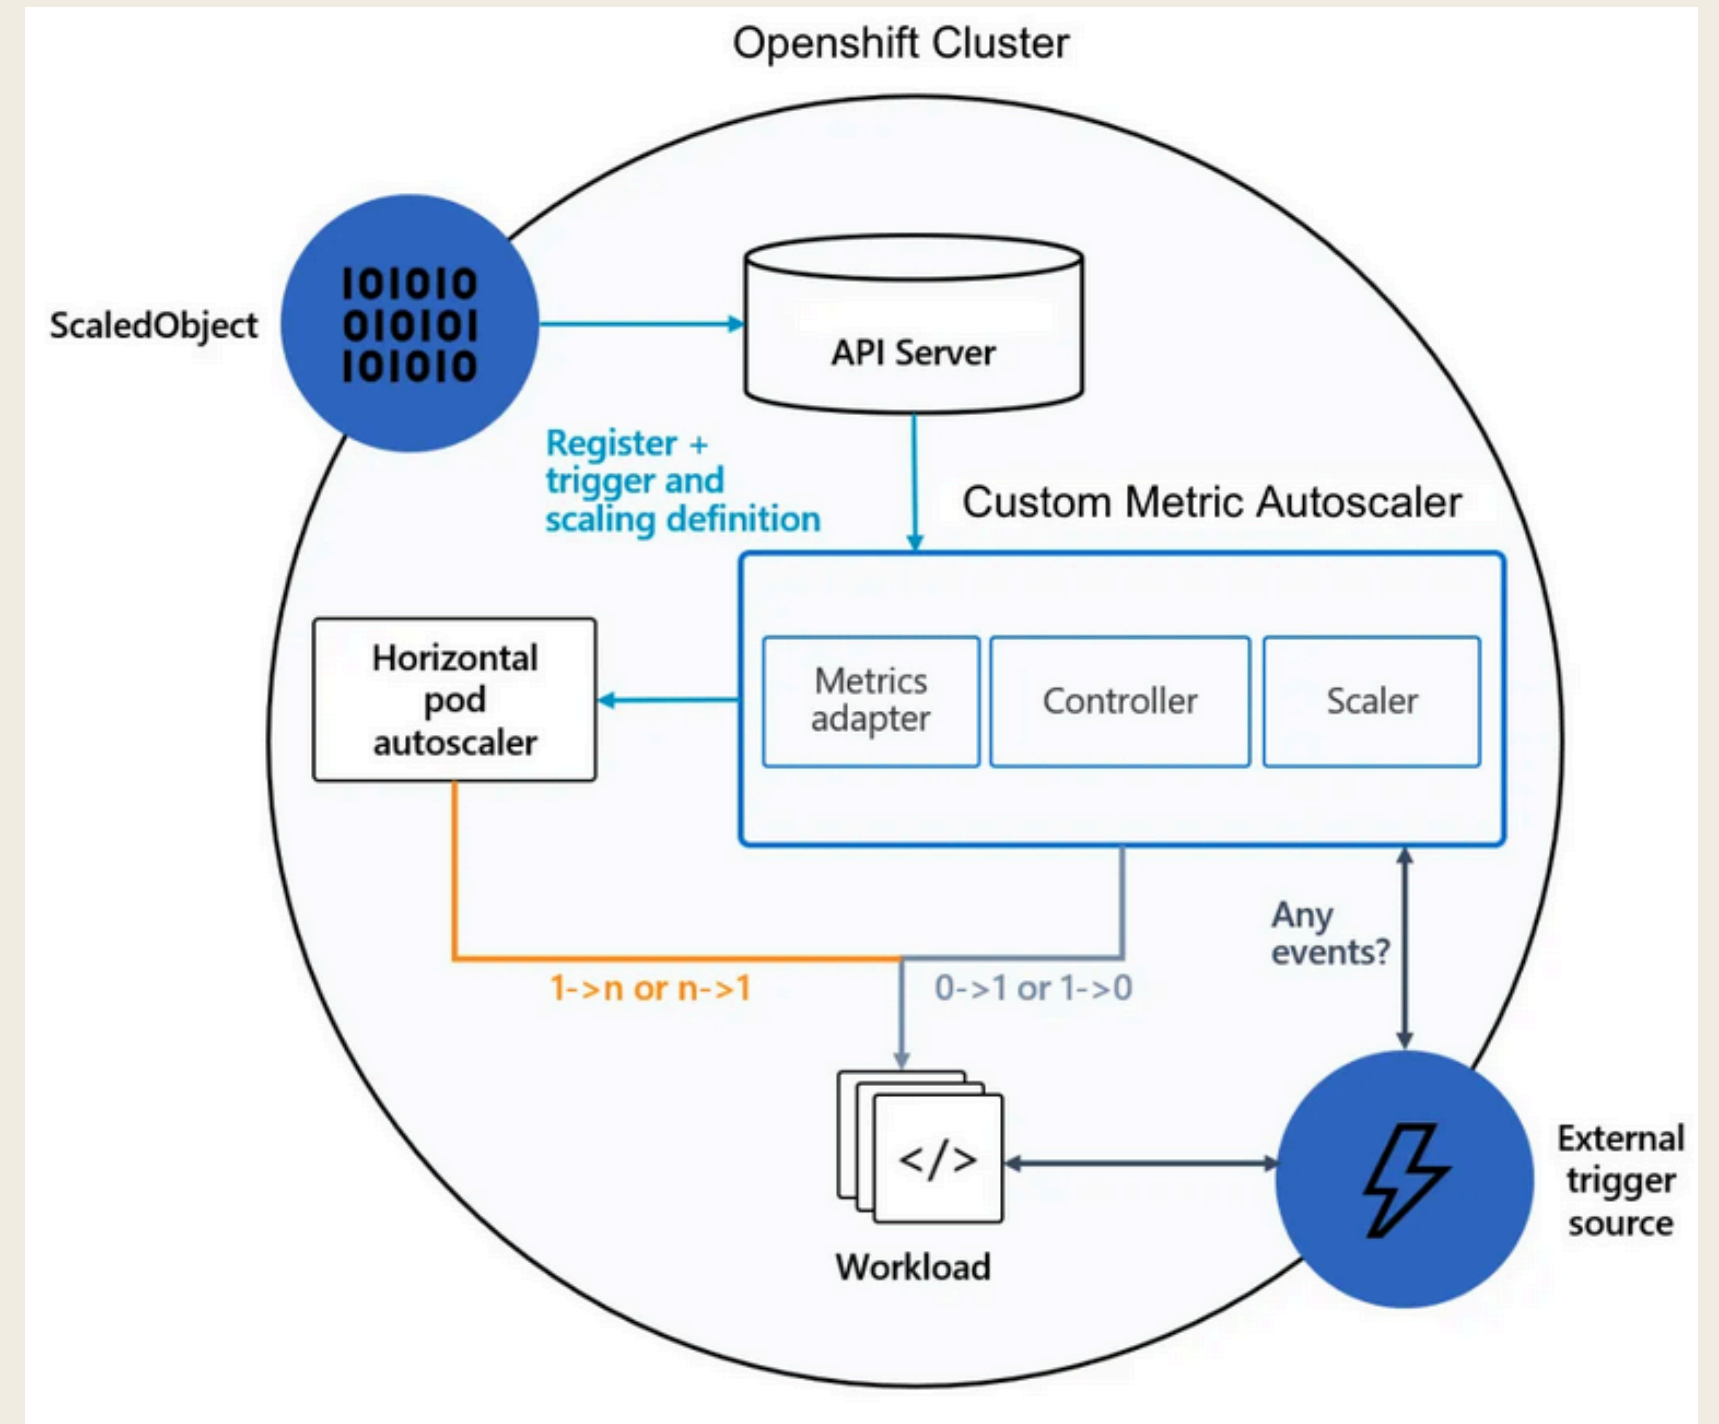 Openshift Cluster
101010
010101
101010
ScaledObject
API Server
Register +
trigger and
scaling definition
Custom Metric Autoscaler
Horizontal
pod
autoscaler
Metrics
adapter
Controller
Scaler
Any
events?
1->n or n->1
0->1 or 1->0
</>
Workload
External
trigger
source